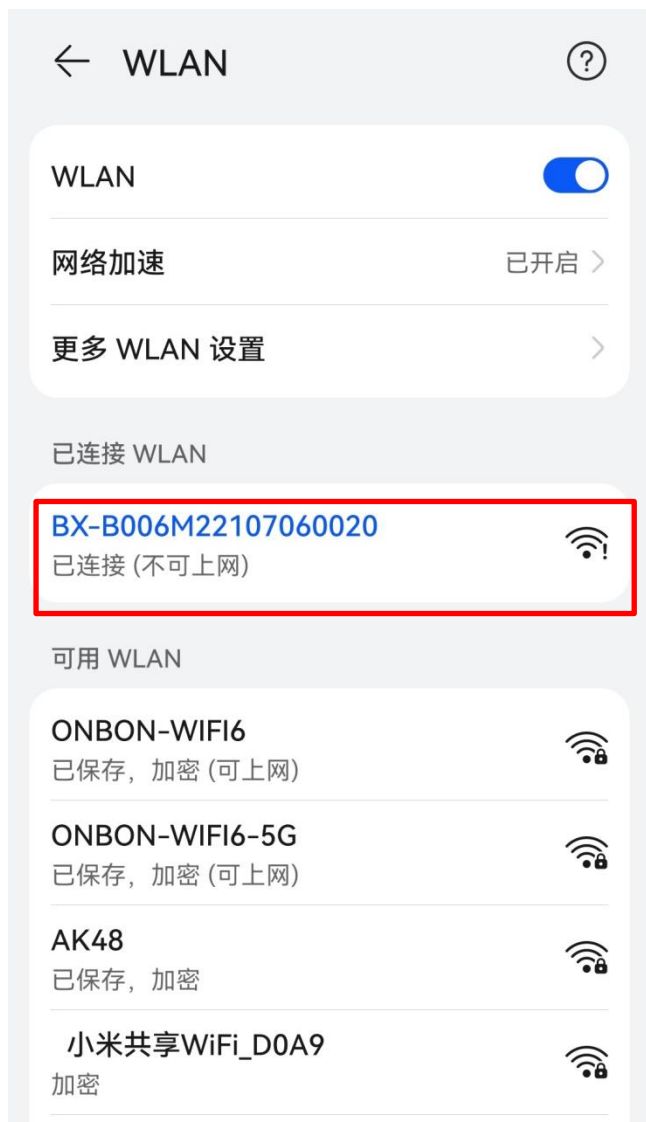 WLAN
?
WLAN
网络加速 已开启
更多 WLAN 设置
已连接 WLAN
BX-B006M22107060020
已连接 (不可上网)
可用 WLAN
ONBON-WIFI6
已保存，加密 (可上网)
ONBON-WIFI6-5G
已保存，加密 (可上网)
AK48
已保存，加密
小米共享WiFi_D0A9
加密